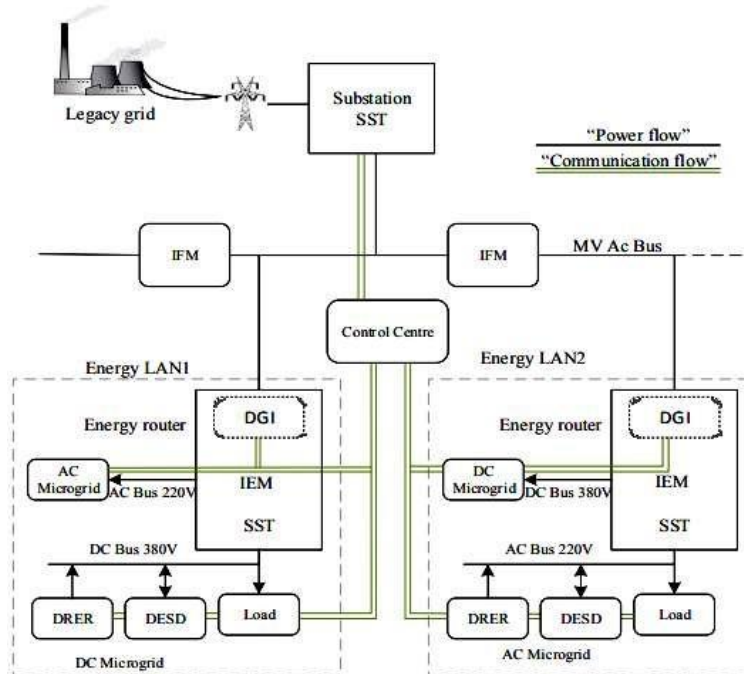 Legacy grid
Substation
SST
“Power flow”
“Communication flow”
IFM
IFM
MV Ac Bus
Control Centre
Energy LAN1
Energy LAN2
Energy router
DGI
Energy router
DGI
AC
Microgrid
AC Bus 220V
IEM
SST
DC
Microgrid
DC Bus 380V
IEM
SST
DC Bus 380V
AC Bus 220V
DRER
DESD
Load
DRER
DESD
Load
DC Microgrid
AC Microgrid